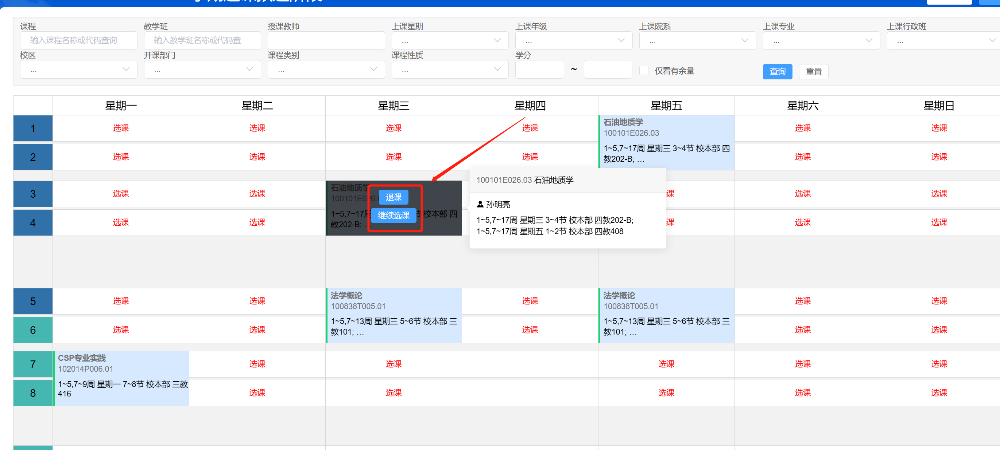 课程 教学班 授课教师 上课星期 上课年级 上课院系 上课专业 上课行政班
输入课程名称或代码查询 输入教学班名称或代码查 ... ... ... ... ...
校区 开课部门 课程类别 课程性质 学分
... ... ... ... ~ 仅看有余量 查询 重置
星期一 星期二 星期三 星期四 星期五 星期六 星期日
1 选课 选课 选课 选课 选课 选课
石油地质学
100101E026.03
1~5,7~17周 星期三 3~4节 校本部 四
教202-B; …
2 选课 选课 选课 选课 选课 选课
3 选课 选课 课 选课 选课
石油地质学
100101E026.
1~5,7~17周 节 校本部 四
教202-B; …
退课
继续选课
100101E026.03 石油地质学
孙明亮
1~5,7~17周 星期三 3~4节 校本部 四教202-B;
1~5,7~17周 星期五 1~2节 校本部 四教408
4 选课 选课 课 选课 选课
5 选课 选课 选课 选课 选课
法学概论
100838T005.01
1~5,7~13周 星期三 5~6节 校本部 三
教101; …
法学概论
100838T005.01
1~5,7~13周 星期三 5~6节 校本部 三
教101; …
6 选课 选课 选课 选课 选课
7 选课 选课 选课 选课 选课
CSP专业实践
102014P006.01
1~5,7~9周 星期一 7~8节 校本部 三教
416
8 选课 选课 选课 选课 选课